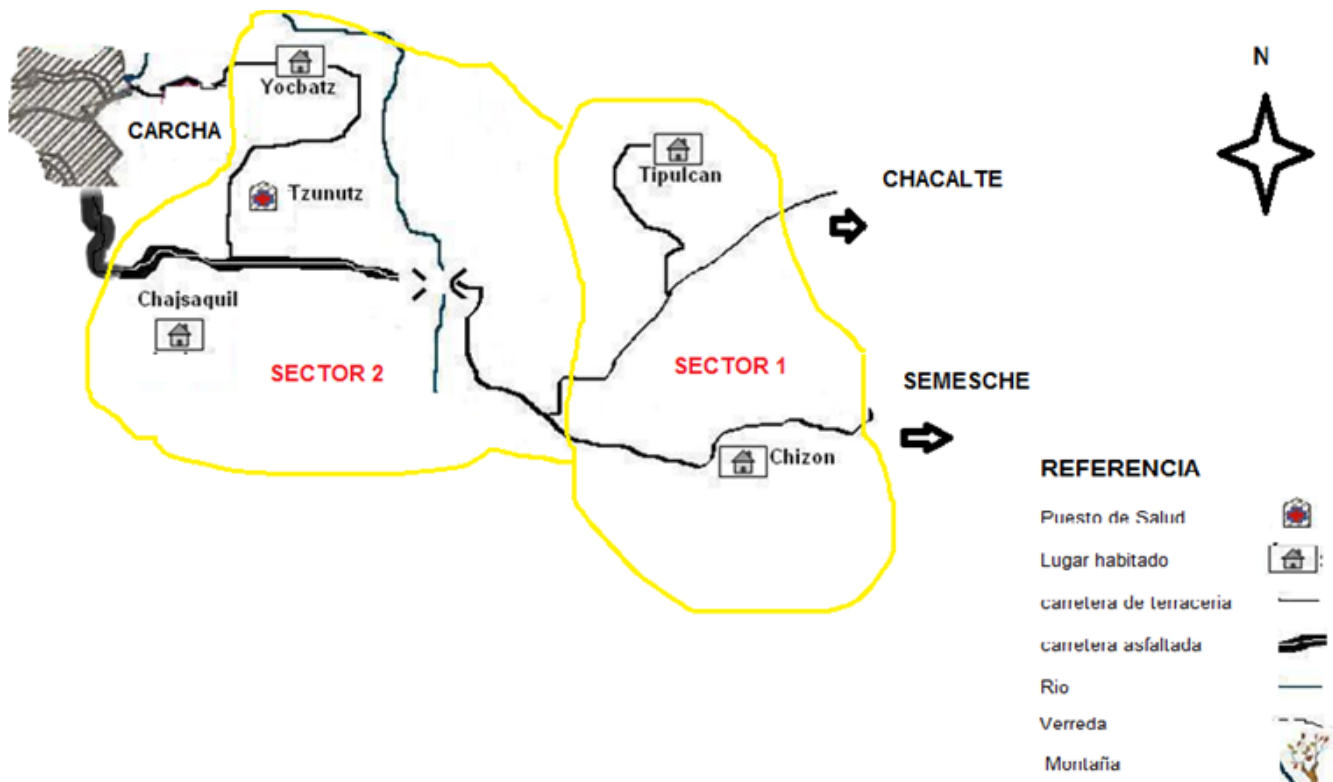 N
Yocbatz
CARCHA
Tipulcan
CHACALTE
Tzunutz
Chajsaquil
SECTOR 2
SECTOR 1
SEMESCHE
Chizon
REFERENCIA
Puesto de Salud
Lugar habitado
carretera de terraceria
carretera asfaltada
Rio
Verreda
Montaña